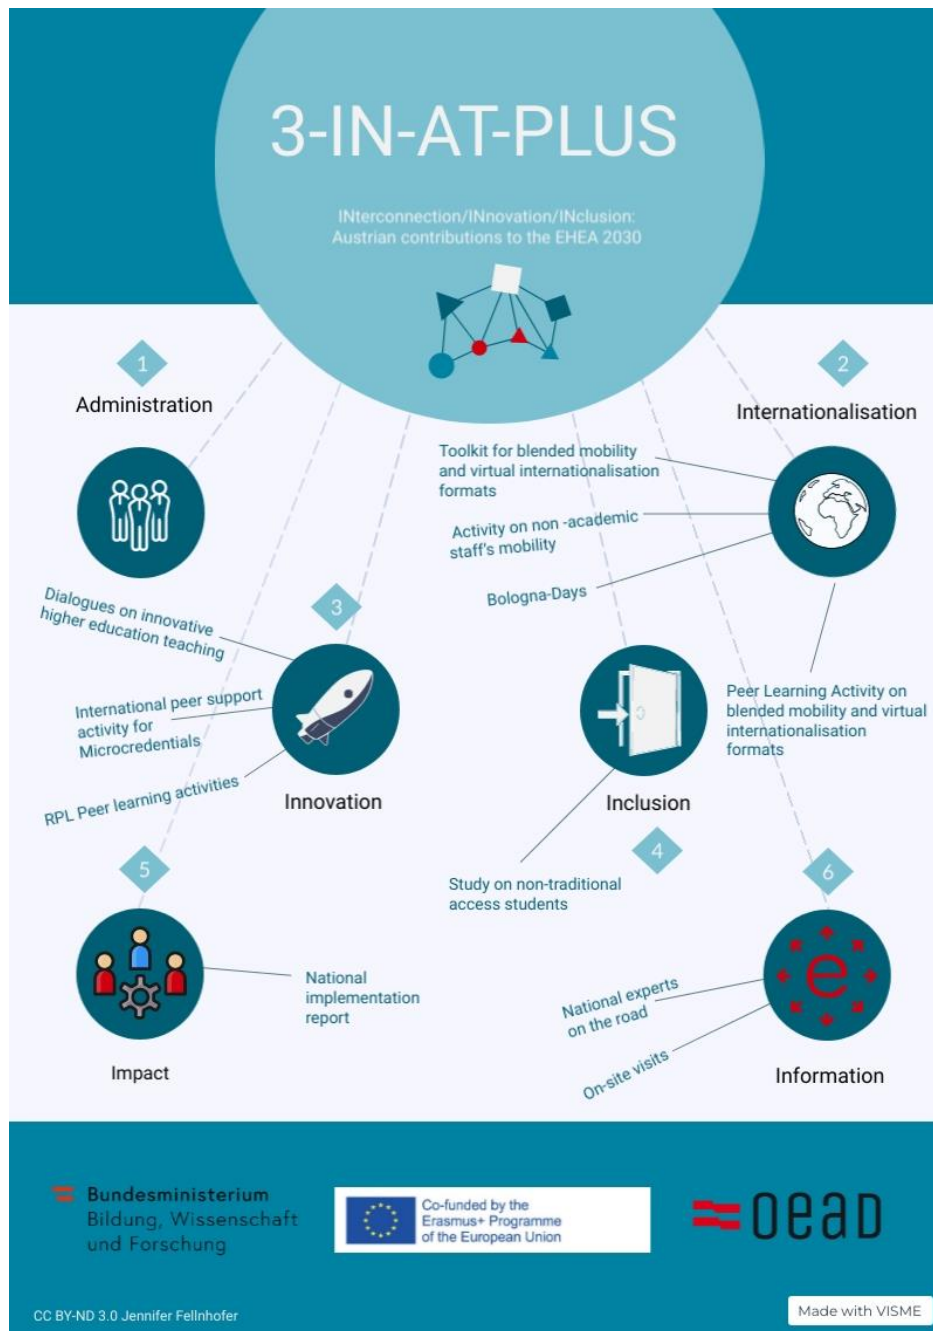 3-IN-AT-PLUS
INterconnection/INnovation/INclusion:
Austrian contributions to the EHEA 2030
1
Administration
2
Internationalisation
Toolkit for blended mobility
and virtual internationalisation
formats
Activity on non -academic
staff's mobility
Bologna-Days
Peer Learning Activity on
blended mobility and virtual
internationalisation
formats
3
Dialogues on innovative
higher education teaching
International peer support
activity for
Microcredentials
RPL Peer learning activities
Innovation
Inclusion
4
Study on non-traditional
access students
5
National
implementation
report
Impact
6
e
National experts
on the road
On-site visits
Information
Bundesministerium
Bildung, Wissenschaft
und Forschung
Co-funded by the
Erasmus+ Programme
of the European Union
oead
CC BY-ND 3.0 Jennifer Fellnhofer
Made with VISME